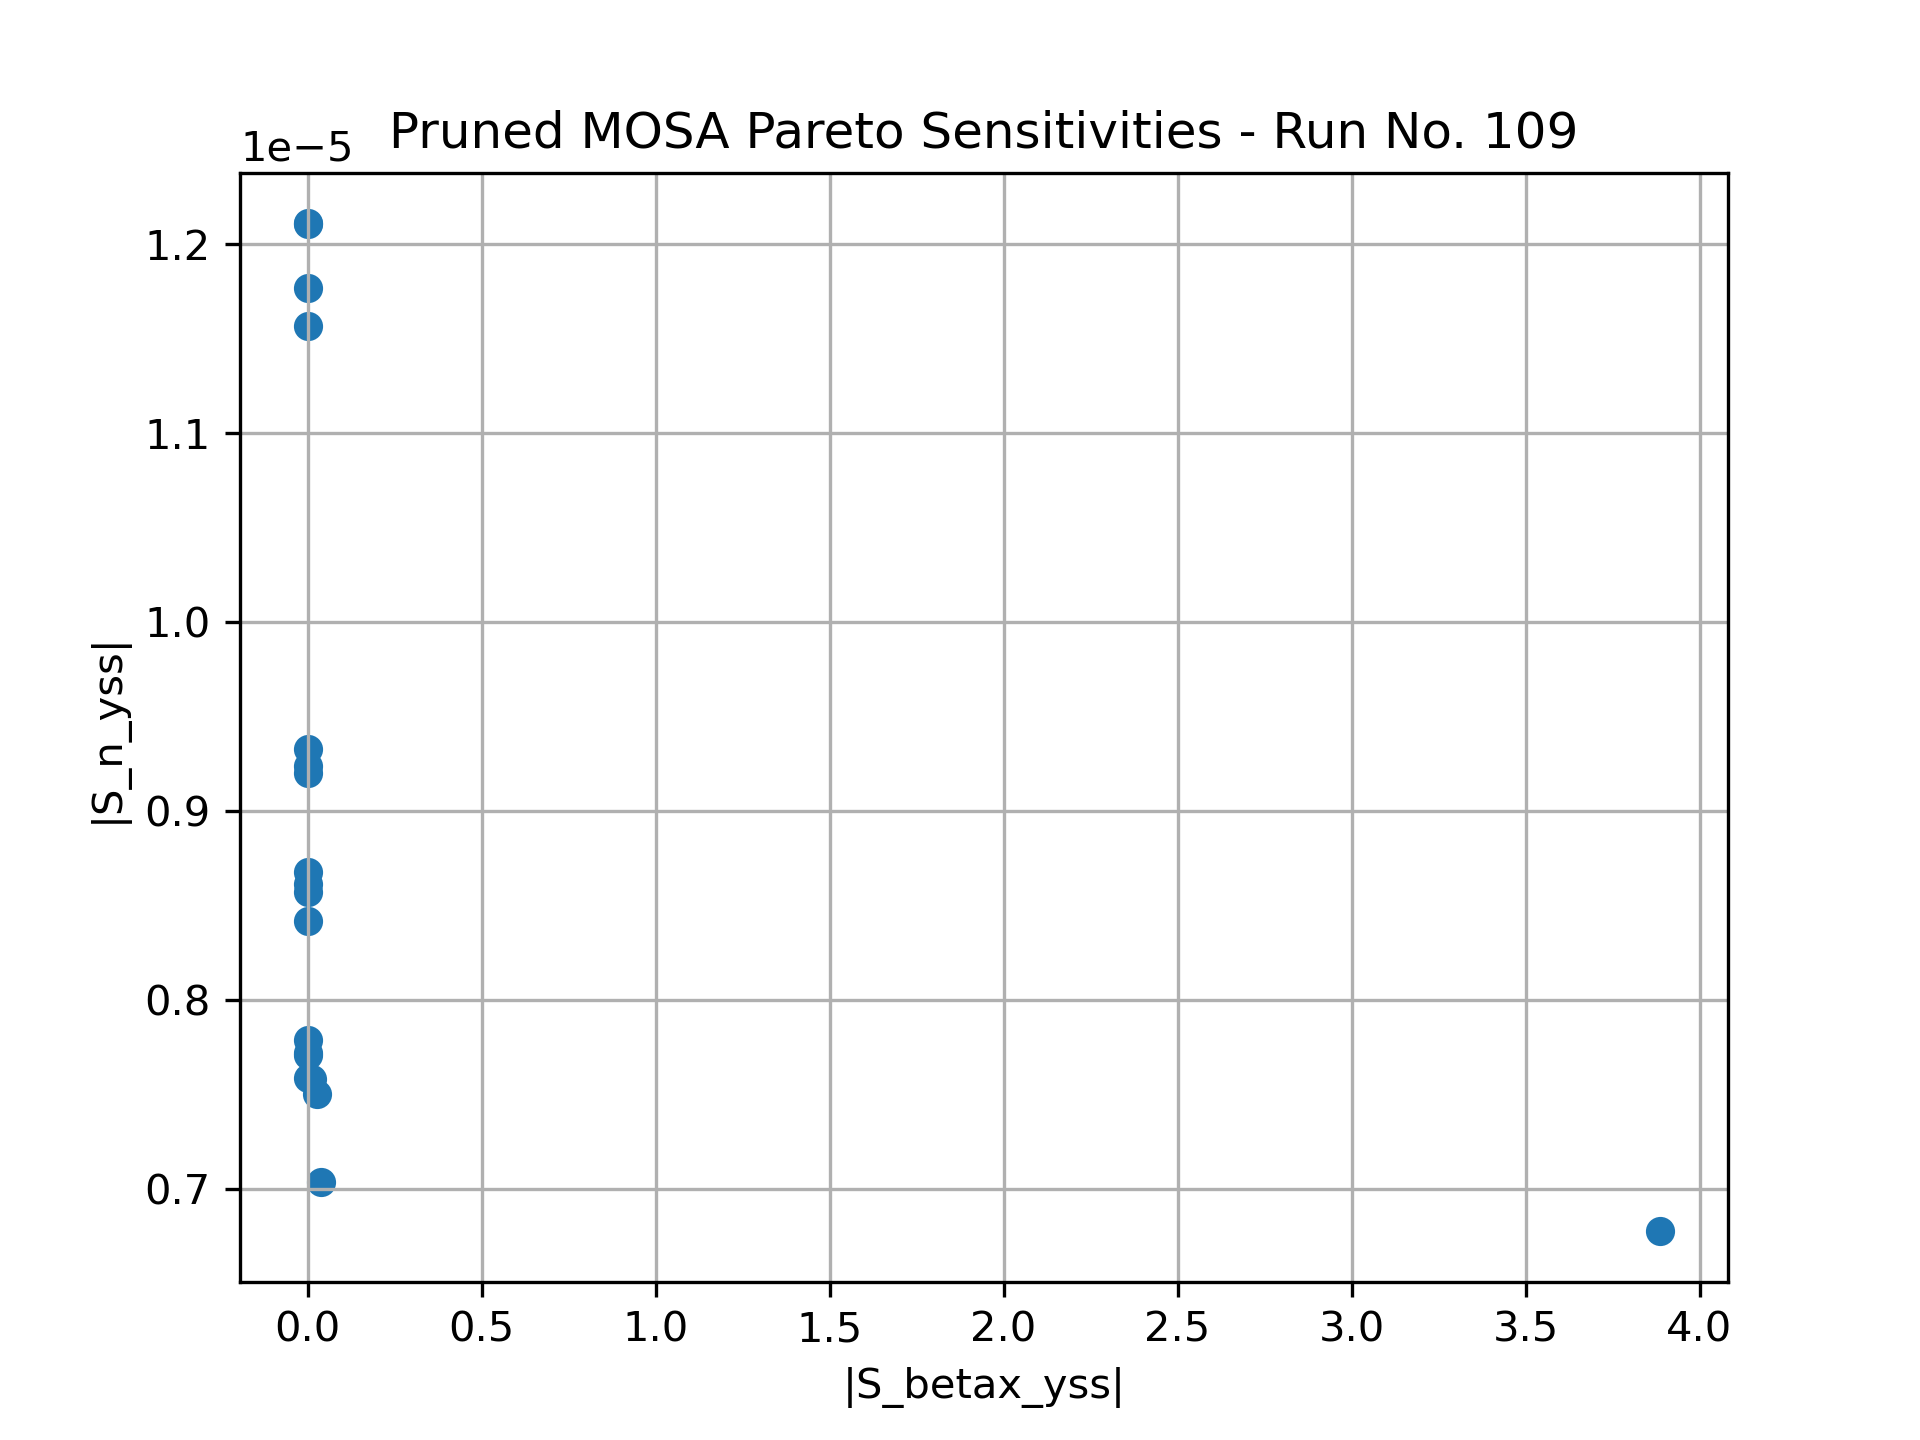 Pruned MOSA Pareto Sensitivities - Run No. 109
1e−5
1.2
1.1
1.0
0.9
0.8
0.7
|S_n_yss|
0.0 0.5 1.0 1.5 2.0 2.5 3.0 3.5 4.0
|S_betax_yss|